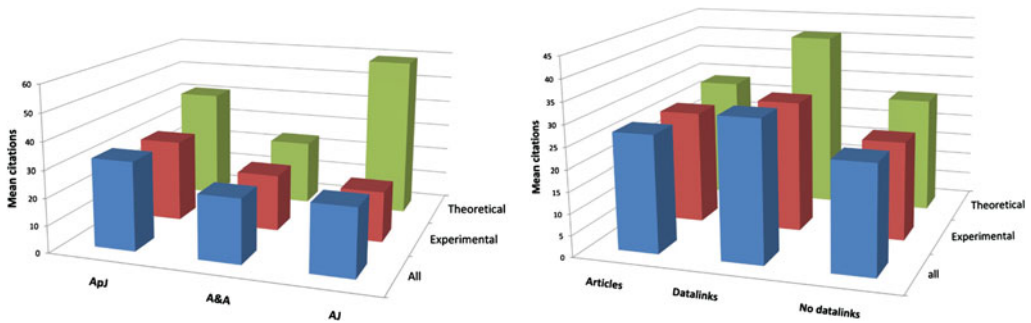 60
50
40
30
20
10
0
Mean citations
ApJ
A&A
AJ
Theoretical
Experimental
All
45
40
35
30
25
20
15
10
5
0
Mean citations
Articles
Datalinks
No datalinks
Theoretical
Experimental
all